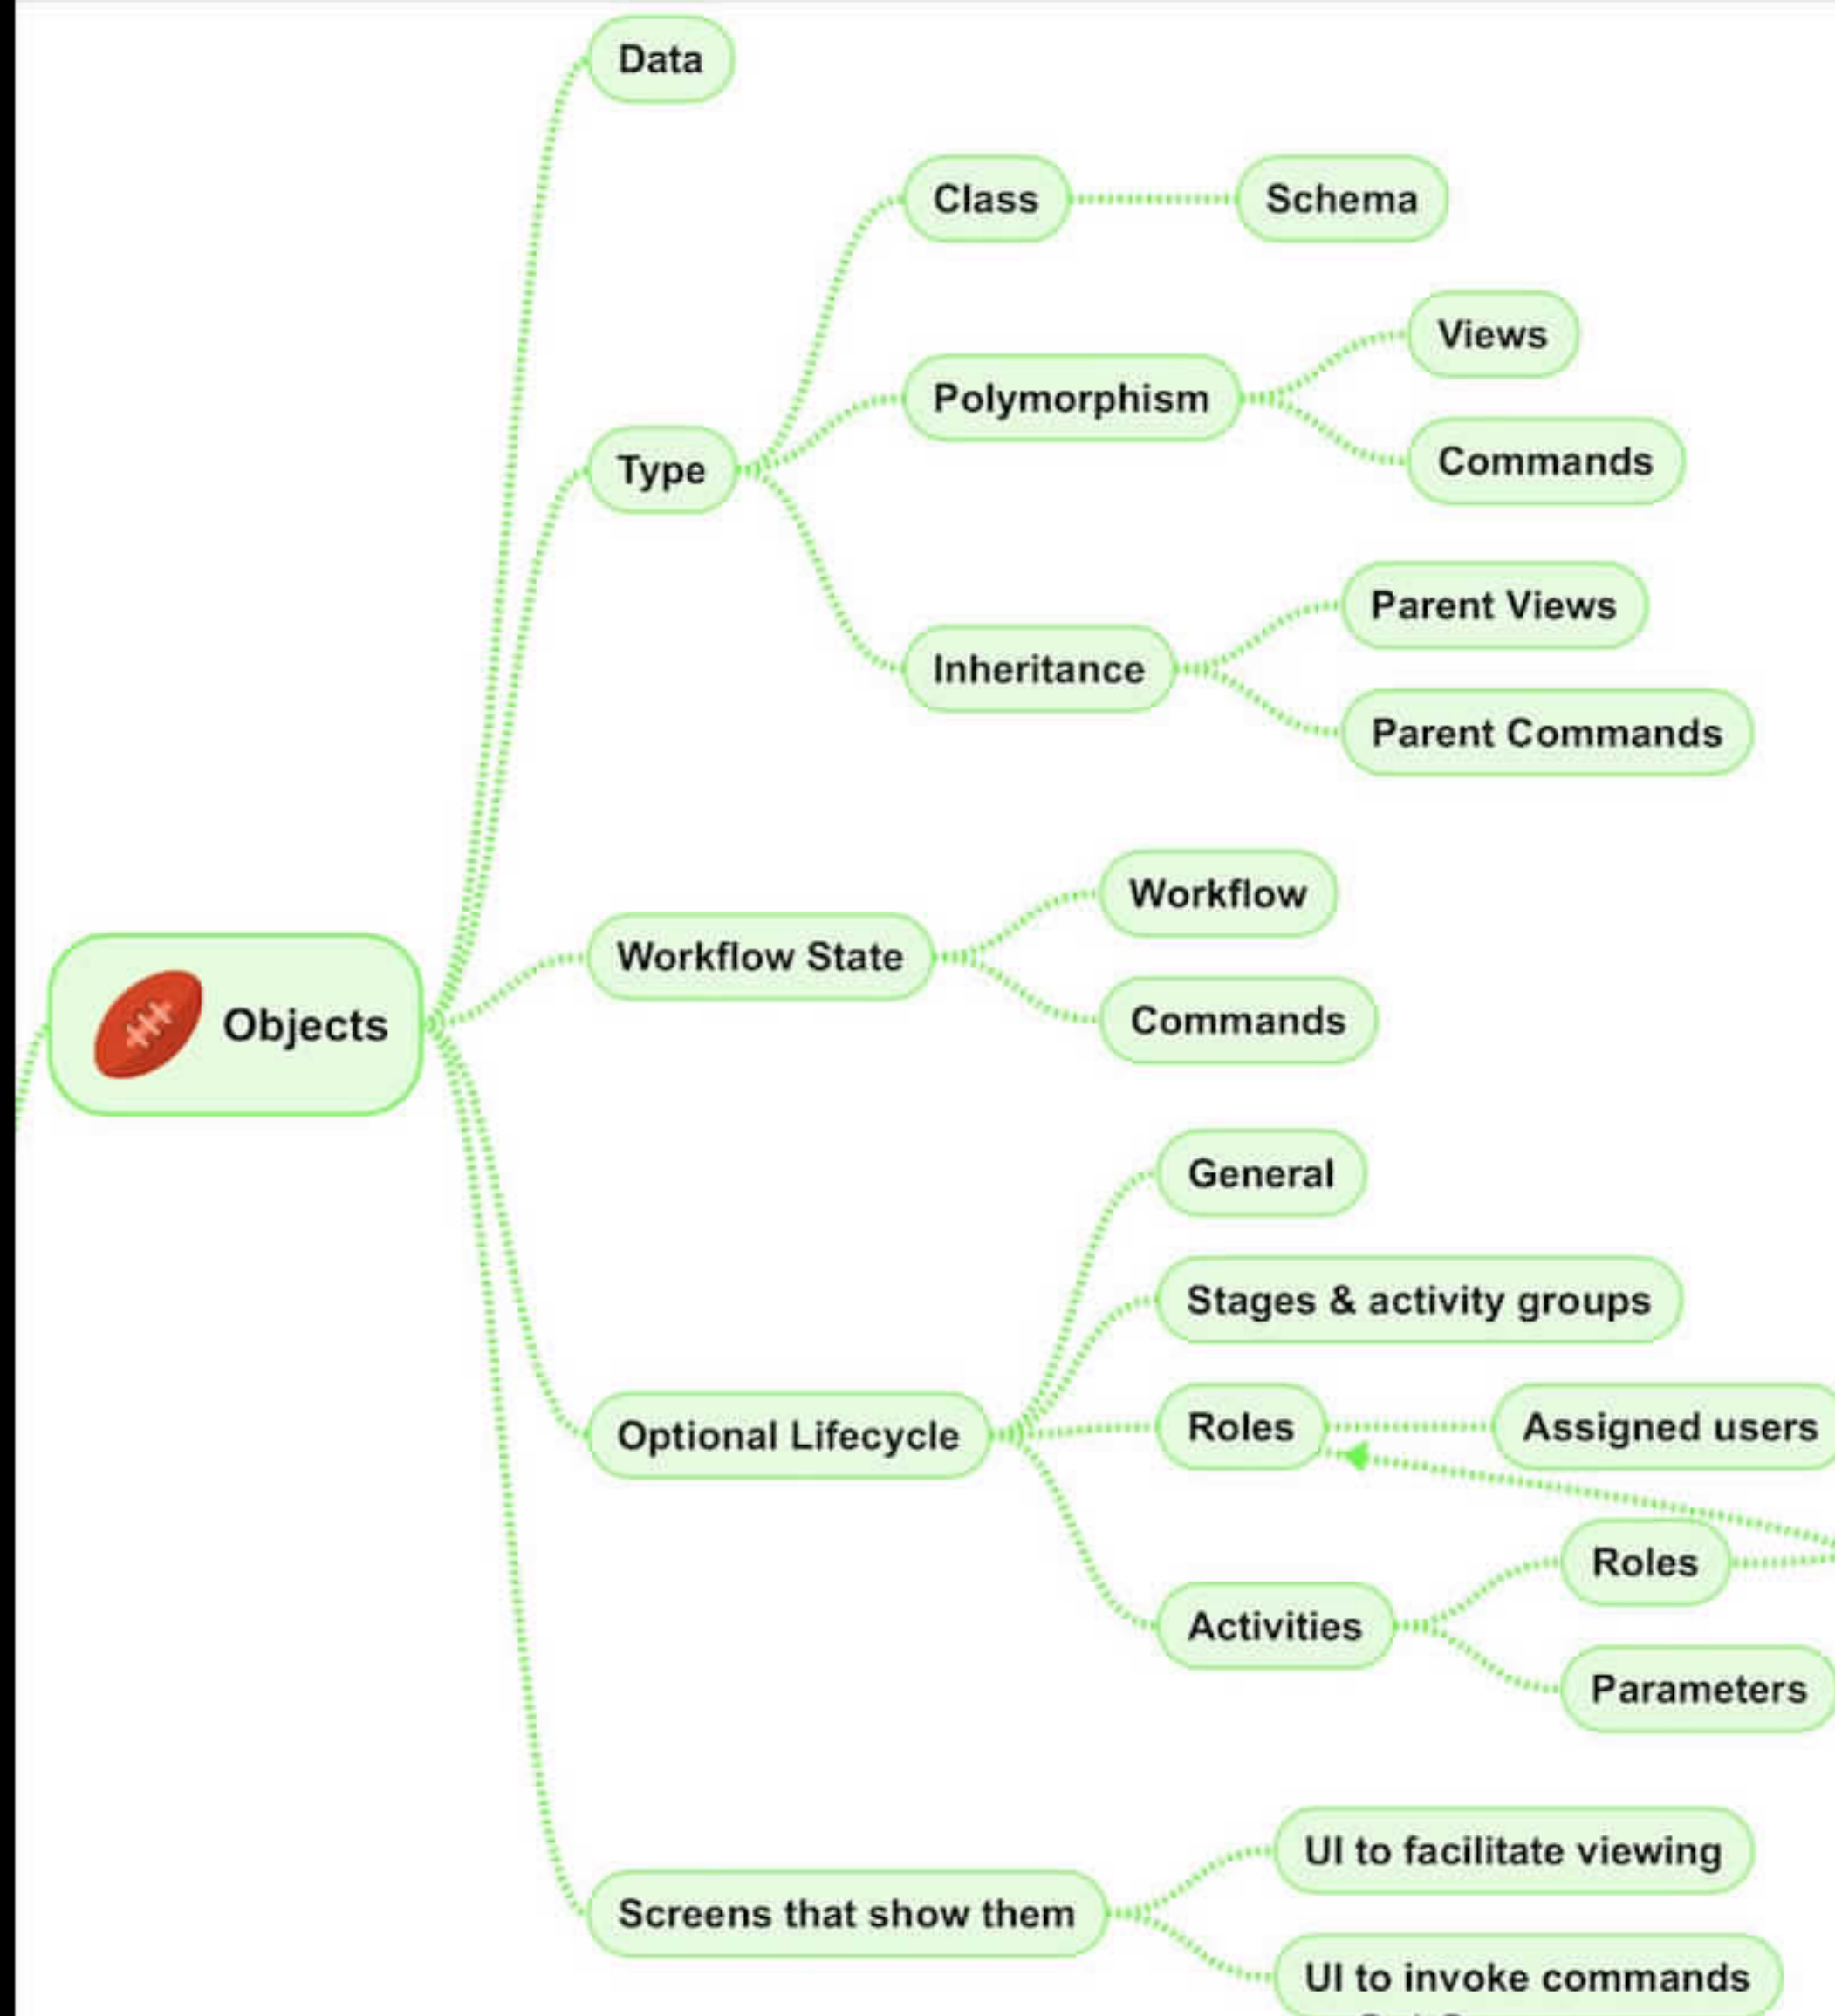 Data
Class
Schema
Views
Polymorphism
Commands
Type
Parent Views
Inheritance
Parent Commands
Workflow
Workflow State
Commands
Objects
General
Stages & activity groups
Roles
Assigned users
Optional Lifecycle
Roles
Activities
Parameters
UI to facilitate viewing
Screens that show them
UI to invoke commands